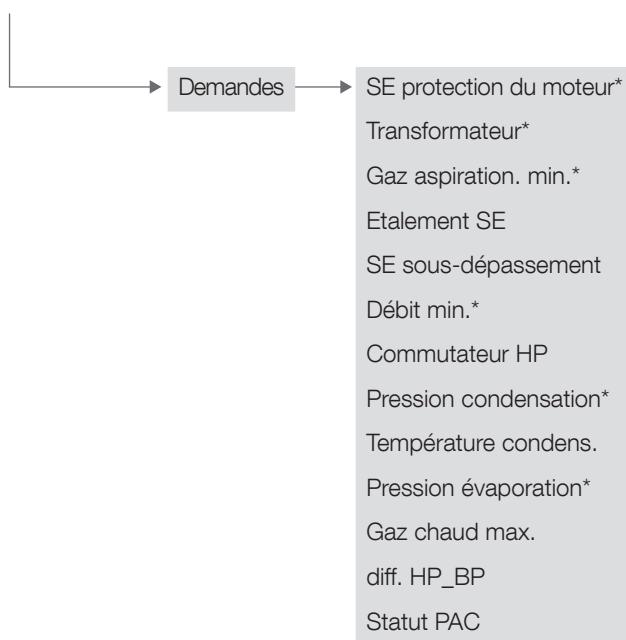 Demandes
SE protection du moteur*
Transformateur*
Gaz aspiration. min.*
Etalement SE
SE sous-dépassement
Débit min.*
Commutateur HP
Pression condensation*
Température condens.
Pression évaporation*
Gaz chaud max.
diff. HP_BP
Statut PAC